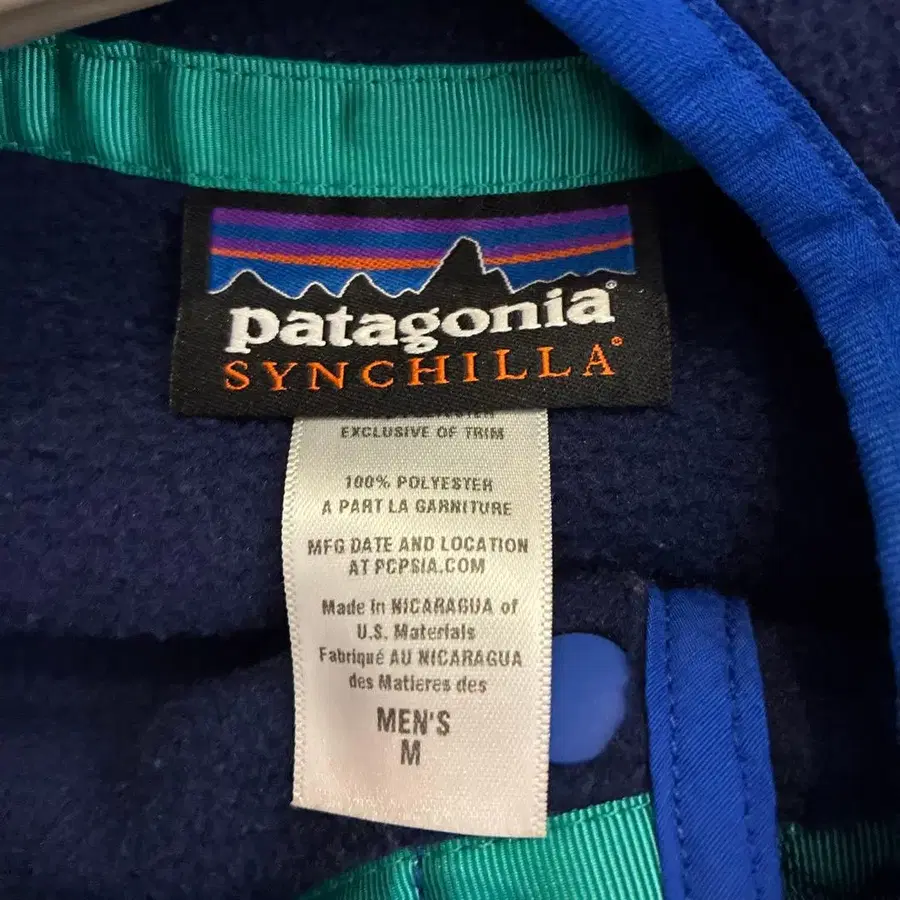 patagonia®
SYNCHILLA®
EXCLUSIVE OF TRIM
100% POLYESTER
A PART LA GARNITURE
MFG DATE AND LOCATION
AT PCPSIA.COM
Made in NICARAGUA of
U.S. Materials
Fabriqué AU NICARAGUA
des Matieres des
MEN'S
M